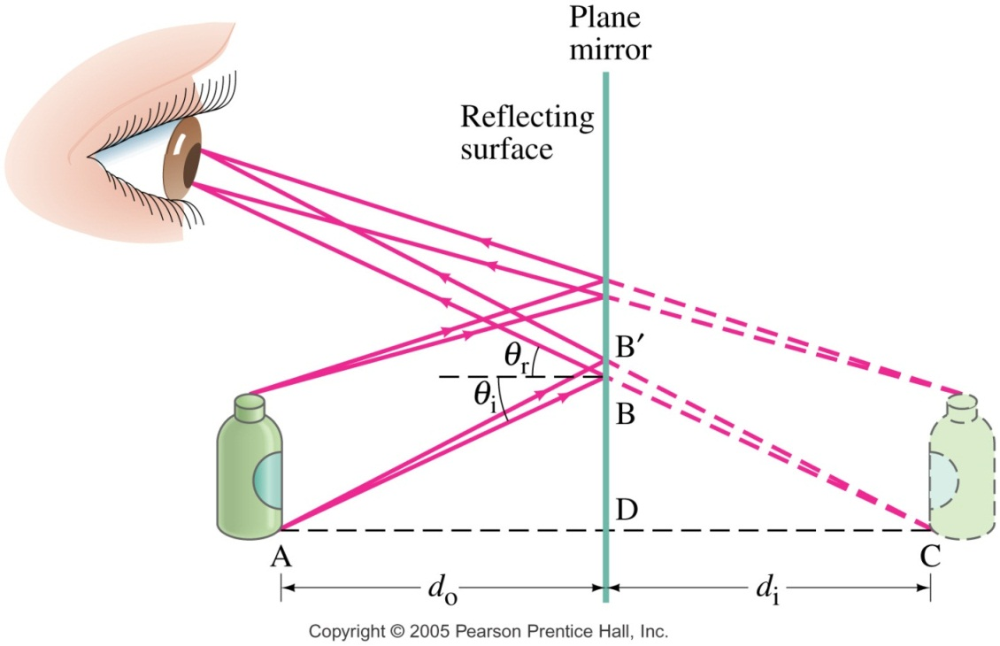 Plane
mirror
Reflecting
surface
B′
θr
θi
B
D
A
C
do
di
Copyright © 2005 Pearson Prentice Hall, Inc.